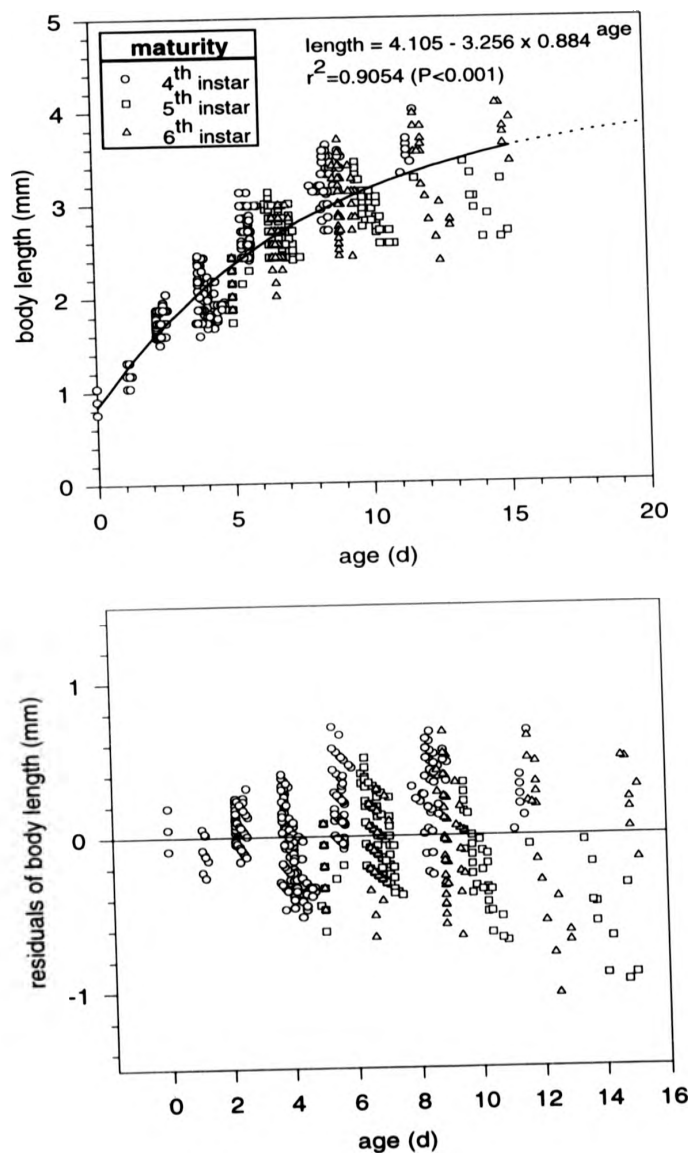 maturity
4th instar
5th instar
6th instar
length = 4.105 - 3.256 x 0.884 age
r2=0.9054 (P<0.001)
5
4
3
2
1
0
body length (mm)
0 5 10 15 20
age (d)
1
0
-1
residuals of body length (mm)
0 2 4 6 8 10 12 14 16
age (d)